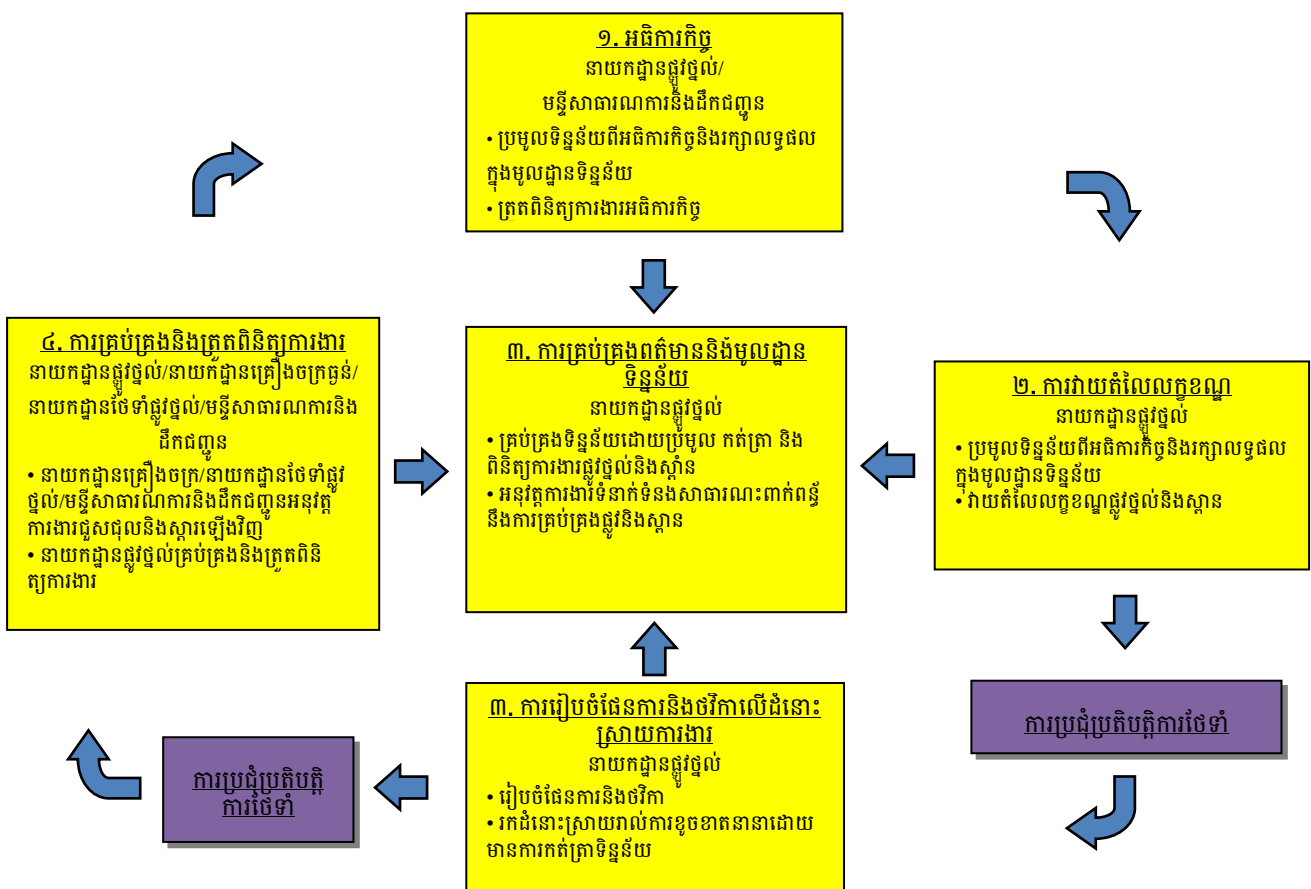 ១. អធិការកិច្ច
នាយកដ្ឋានផ្លូវថ្នល់/
មន្ទីសាធារណការនិងដឹកជញ្ជូន
• ប្រមូលទិន្នន័យពីអធិការកិច្ចនិងរក្សាលទ្ធផល
ក្នុងមូលដ្ឋានទិន្នន័យ
• ត្រតពិនិត្យការងារអធិការកិច្ច
៤. ការគ្រប់គ្រងនិងត្រួតពិនិត្យការងារ
នាយកដ្ឋានផ្លូវថ្នល់/នាយកដ្ឋានគ្រឿងចក្រធ្ងន់/
នាយកដ្ឋានថែទាំផ្លូវថ្នល់/មន្ទីសាធារណការនិង
ដឹកជញ្ជូន
• នាយកដ្ឋានគ្រឿងចក្រ/នាយកដ្ឋានថែទាំផ្លូវ
ថ្នល់/មន្ទីសាធារណការនិងដឹកជញ្ជូនអនុវត្ត
ការងារជួសជុលនិងស្តារឡើងវិញ
• នាយកដ្ឋានផ្លូវថ្នល់គ្រប់គ្រងនិងត្រួតពិនិ
ត្យការងារ
៣. ការគ្រប់គ្រងពត៌មាននិងមូលដ្ឋាន
ទិន្នន័យ
នាយកដ្ឋានផ្លូវថ្នល់
• គ្រប់គ្រងទិន្នន័យដោយប្រមូល កត់ត្រា និង
ពិនិត្យការងារផ្លូវថ្នល់និងស្ពាន
• អនុវត្តការងារទំនាក់ទំនងសាធារណះពាក់ពន្ធ័
នឹងការគ្រប់គ្រងផ្លូវនិងស្ពាន
២. ការវាយតំលៃលក្ខខណ្ឌ
នាយកដ្ឋានផ្លូវថ្នល់
• ប្រមូលទិន្នន័យពីអធិការកិច្ចនិងរក្សាលទ្ធផល
ក្នុងមូលដ្ឋានទិន្នន័យ
• វាយតំលៃលក្ខខណ្ឌផ្លូវថ្នល់និងស្ពាន
ការប្រជុំប្រតិបត្តិការថែទាំ
៣. ការរៀបចំផែនការនិងថវិកាលើដំនោះ
ស្រាយការងារ
នាយកដ្ឋានផ្លូវថ្នល់
• រៀបចំផែនការនិងថវិកា
• រកដំនោះស្រាយរាល់ការខូចខាតនានាដោយ
មានការកត់ត្រាទិន្នន័យ
ការប្រជុំប្រតិបត្តិ
ការថែទាំ